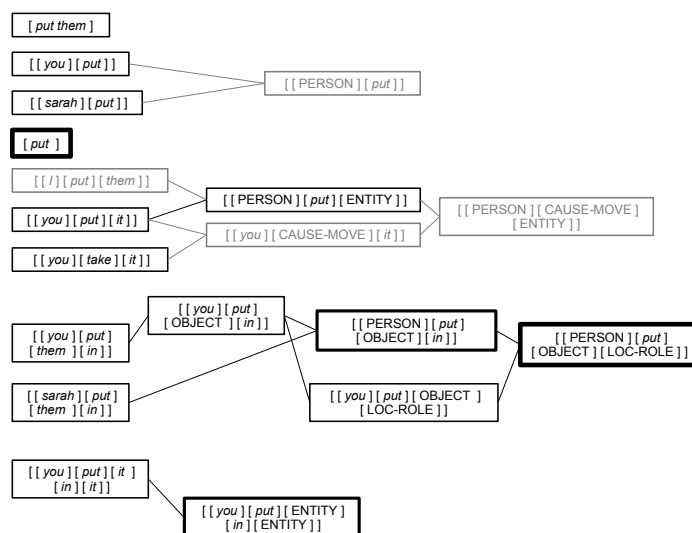 [ put them ]
[ [ you ] [ put ] ]
[ [ PERSON ] [ put ] ]
[ [ sarah ] [ put ] ]
[ put ]
[ [ I ] [ put ] [ them ] ]
[ [ PERSON ] [ put ] [ ENTITY ] ]
[ [ you ] [ put ] [ it ] ]
[ [ PERSON ] [ CAUSE-MOVE ]
[ ENTITY ] ]
[ [ you ] [ CAUSE-MOVE ] [ it ] ]
[ [ you ] [ take ] [ it ] ]
[ [ you ] [ put ]
[ OBJECT ] [ in ] ]
[ [ you ] [ put ]
[ them ] [ in ] ]
[ [ PERSON ] [ put ]
[ OBJECT ] [ in ] ]
[ [ PERSON ] [ put ]
[ OBJECT ] [ LOC-ROLE ] ]
[ [ sarah ] [ put ]
[ them ] [ in ] ]
[ [ you ] [ put ] [ OBJECT ]
[ LOC-ROLE ] ]
[ [ you ] [ put ] [ it ]
[ in ] [ it ] ]
[ [ you ] [ put ] [ ENTITY ]
[ in ] [ ENTITY ] ]